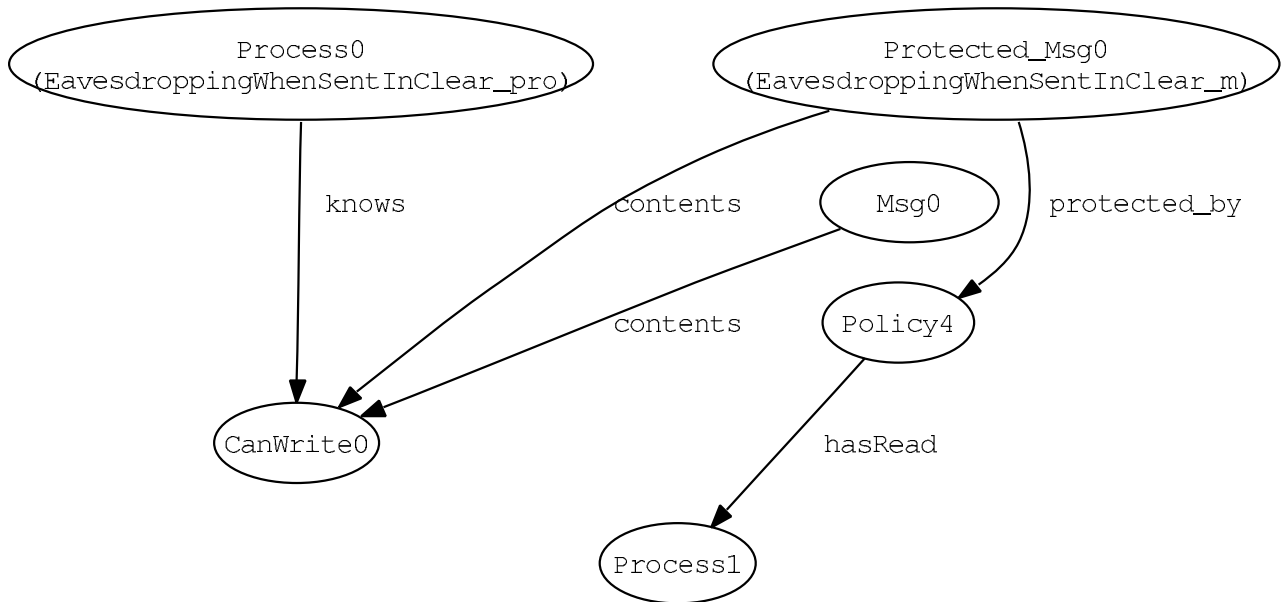 Process0
(EavesdroppingWhenSentInClear_pro)
Protected_Msg0
(EavesdroppingWhenSentInClear_m)
knows
contents
Msg0
protected_by
contents
Policy4
CanWrite0
hasRead
Process1